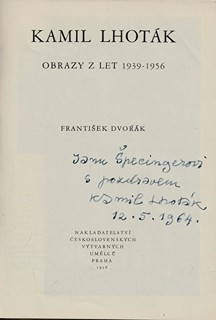 KAMIL LHOTÁK
OBRAZY Z LET 1939-1956
FRANTIŠEK DVOŘÁK
Janu Špecingerovi
s pozdravem
Kamil Lhoták
12.5.1964.
NAKLADATELSTVÍ
ČESKOSLOVENSKÝCH
VÝTVARNÝCH
UMĚLCŮ
PRAHA